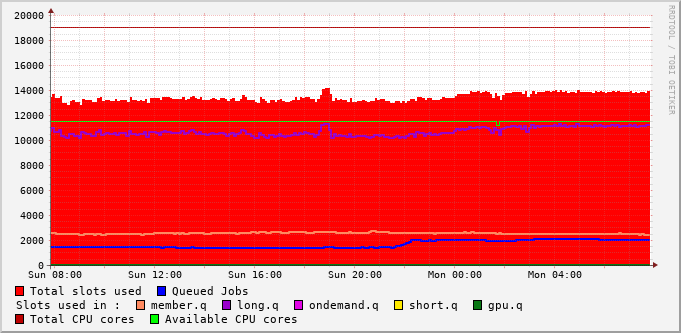 RRDTOOL / TOBI OETIKER
20000
18000
16000
14000
12000
10000
8000
6000
4000
2000
0
Sun 08:00 Sun 12:00 Sun 16:00 Sun 20:00 Mon 00:00 Mon 04:00
Total slots used Queued Jobs
Slots used in : member.q long.q ondemand.q short.q gpu.q
Total CPU cores Available CPU cores